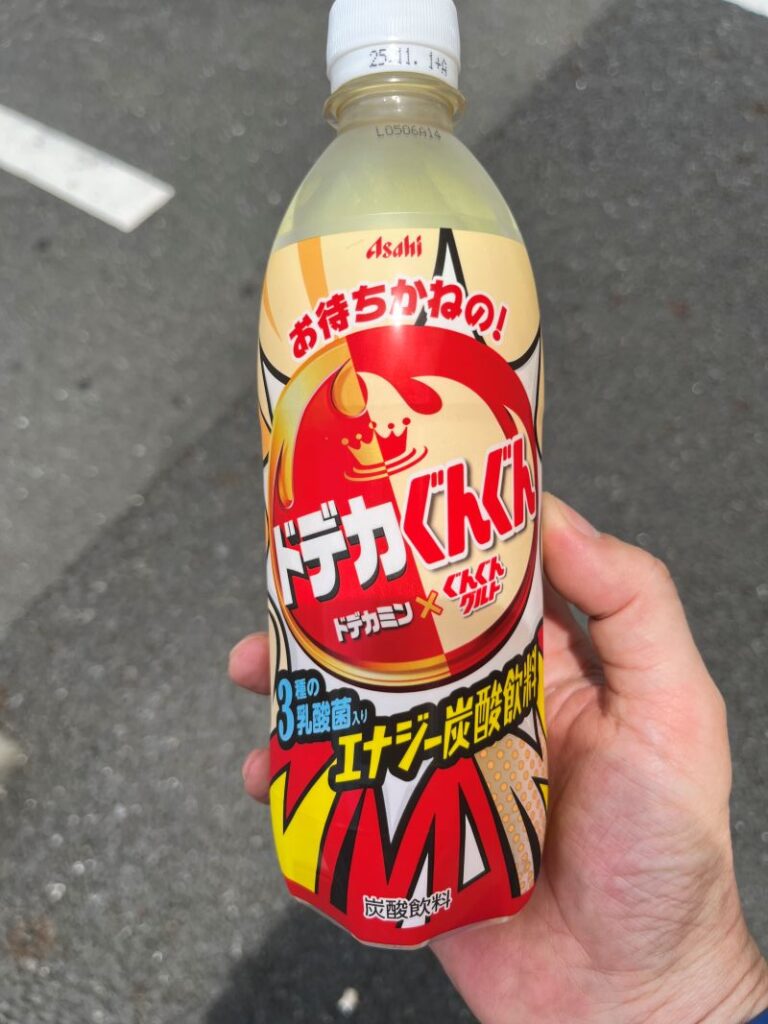 25.11. 14A
L0506A14
Asahi
お待ちかねの!
ドデカぐんぐん
ドデカミン×ぐんぐん
グルト
3種の
乳酸菌入り
エナジー炭酸飲料
炭酸飲料